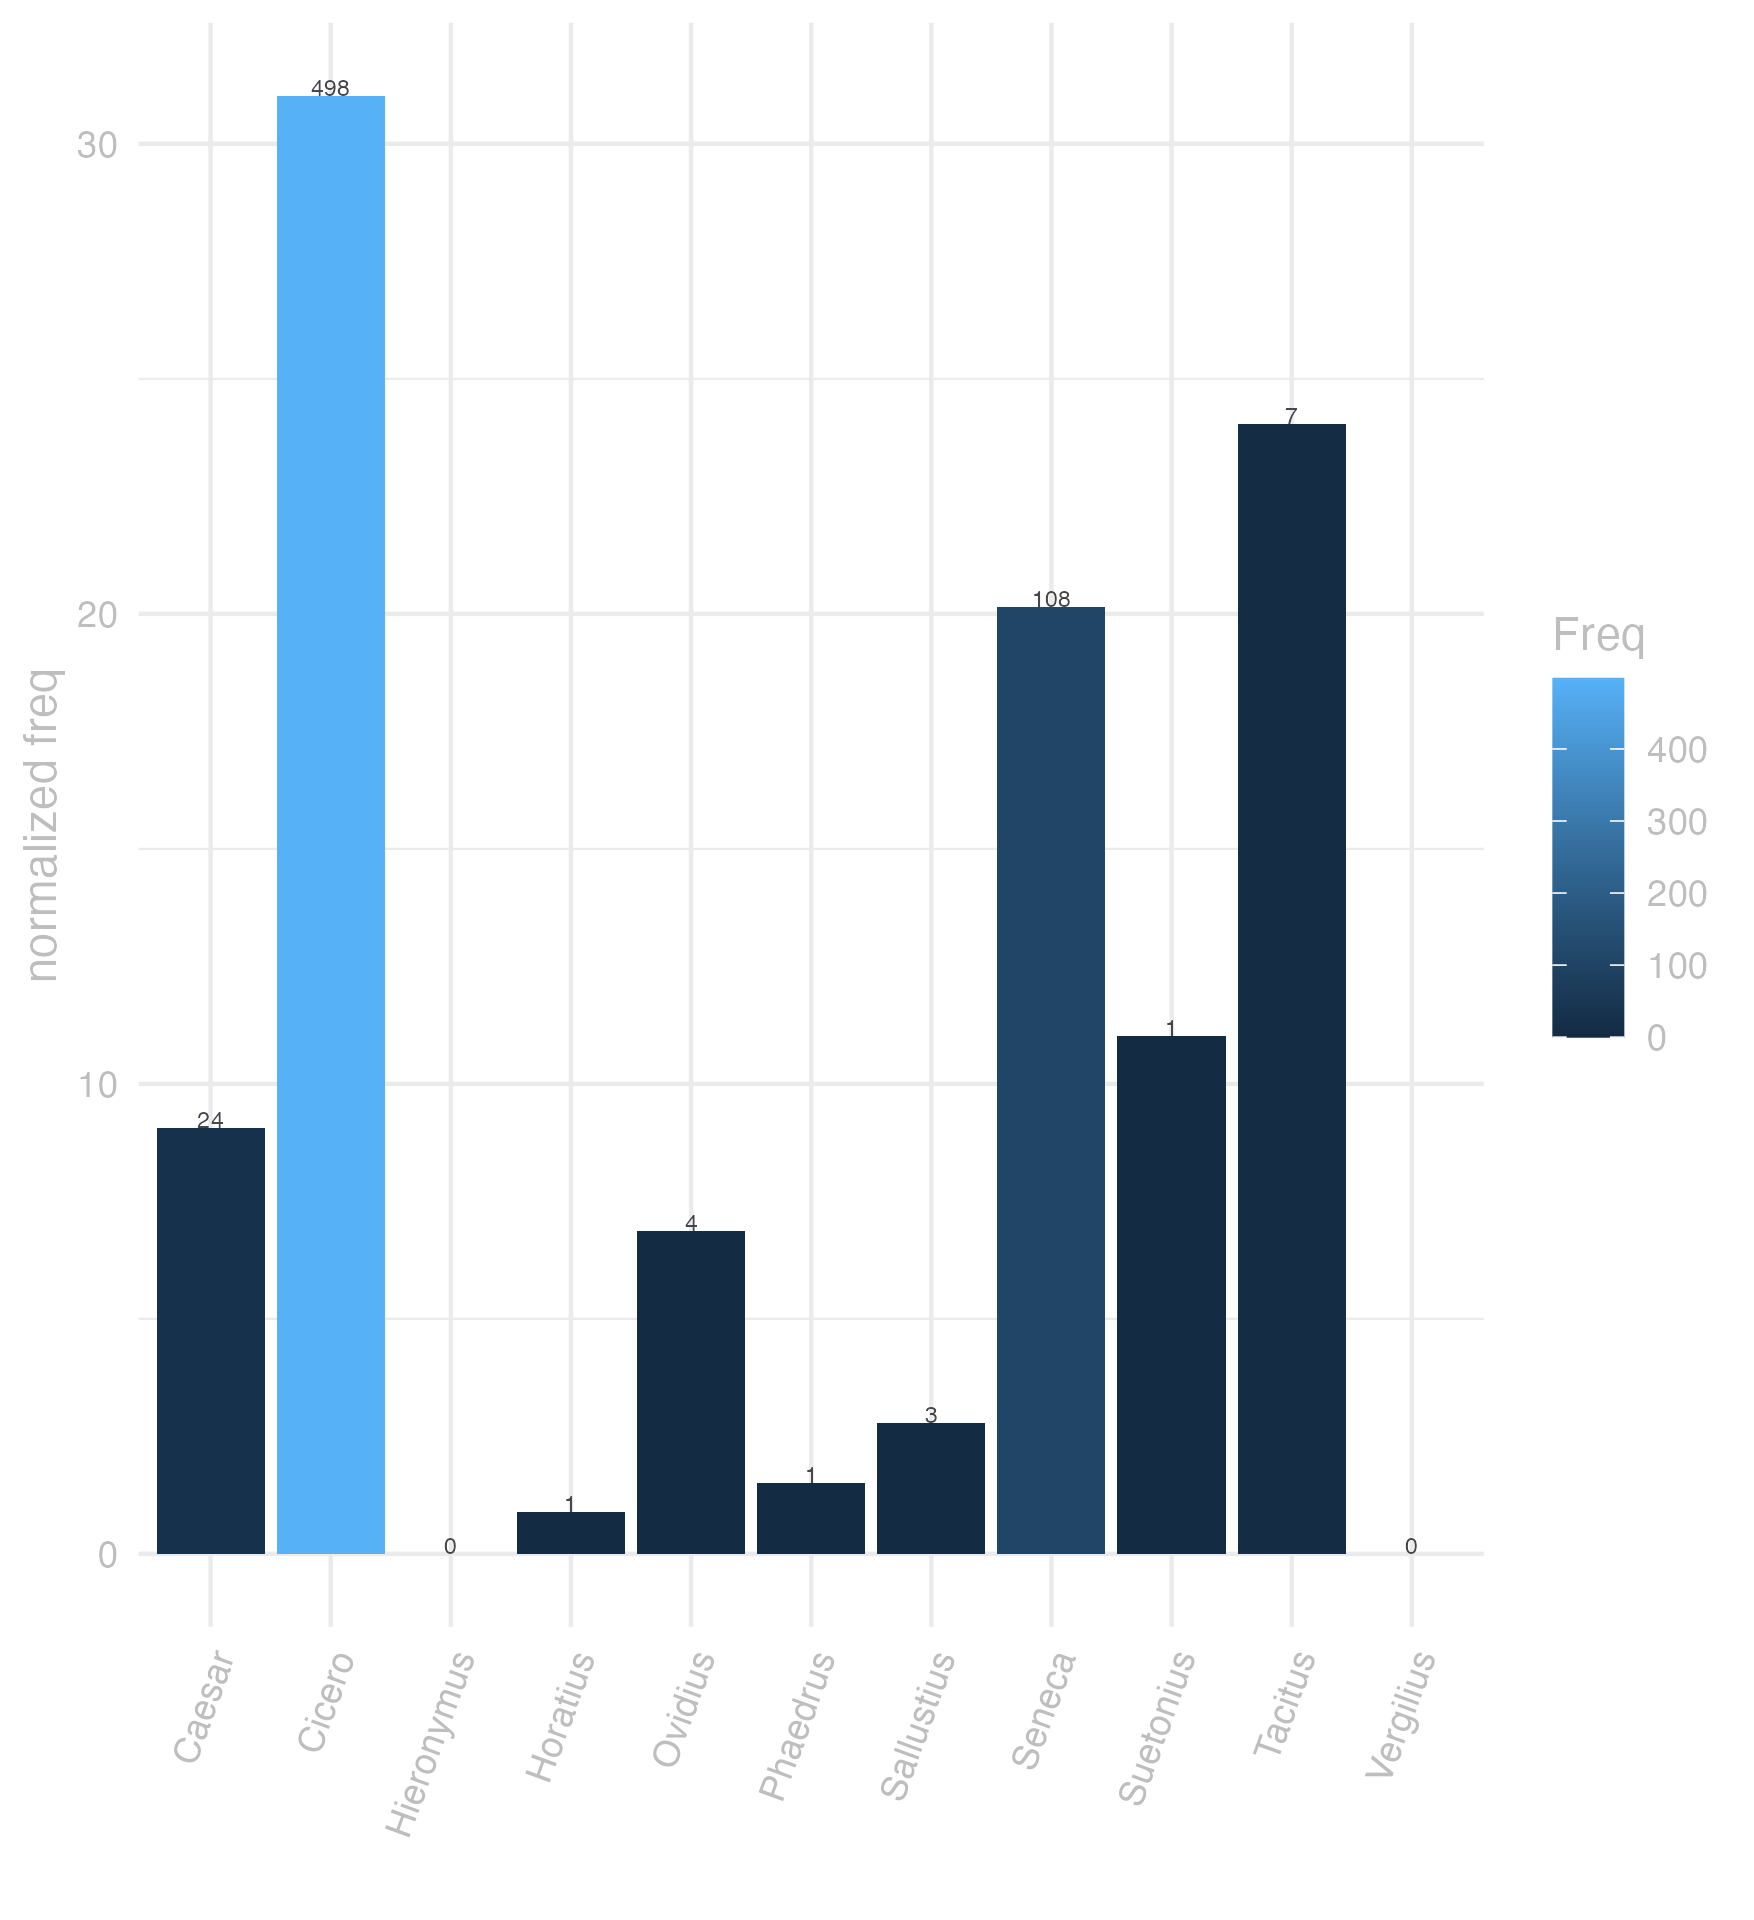 498
30
7
20
108
10
1
24
4
3
1
1
0
0
0
normalized freq
Caesar
Cicero
Hieronymus
Horatius
Ovidius
Phaedrus
Sallustius
Seneca
Suetonius
Tacitus
Vergilius
Freq
400
300
200
100
0